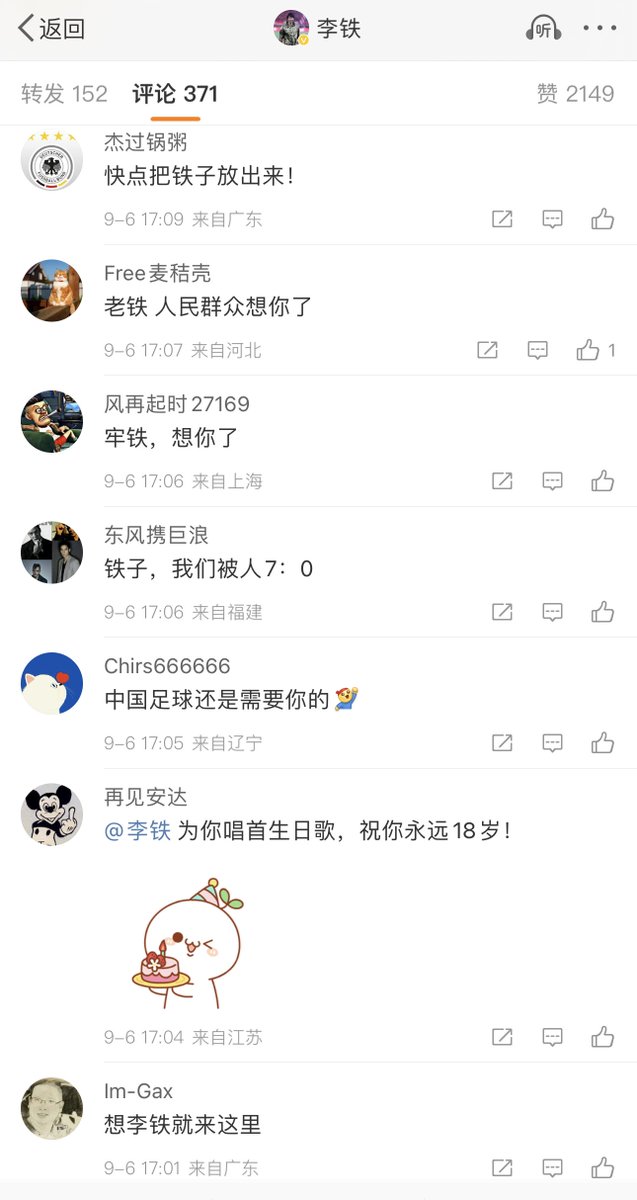 返回
李铁
听
转发 152 评论 371 赞 2149
杰过锅粥
快点把铁子放出来！
9-6 17:09 来自广东
Free麦秸壳
老铁 人民群众想你了
9-6 17:07 来自河北
1
风再起时27169
牢铁，想你了
9-6 17:06 来自上海
东风携巨浪
铁子，我们被人7：0
9-6 17:06 来自福建
Chirs666666
中国足球还是需要你的
9-6 17:05 来自辽宁
再见安达
@李铁 为你唱首生日歌，祝你永远18岁！
9-6 17:04 来自江苏
Im-Gax
想李铁就来这里
9-6 17:01 来自广东